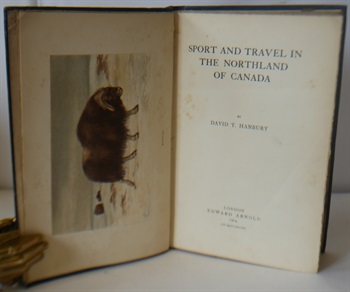 SPORT AND TRAVEL IN
THE NORTHLAND
OF CANADA
BY
DAVID T. HANBURY
LONDON
EDWARD ARNOLD